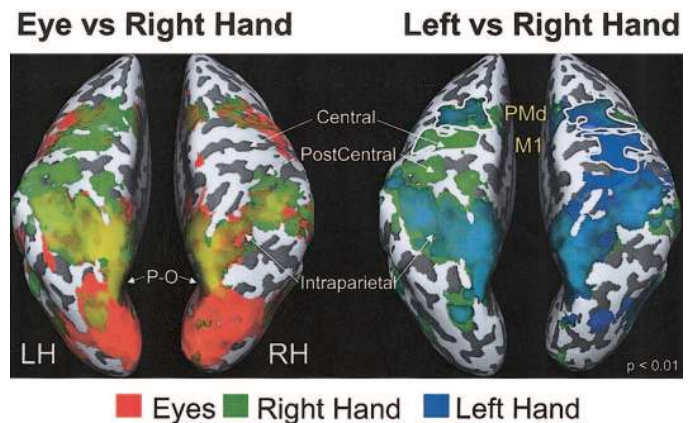 Eye vs Right Hand
Left vs Right Hand
PMd
Central
M1
PostCentral
P-O
Intraparietal
LH
RH
p < 0.01
Eyes
Right Hand
Left Hand